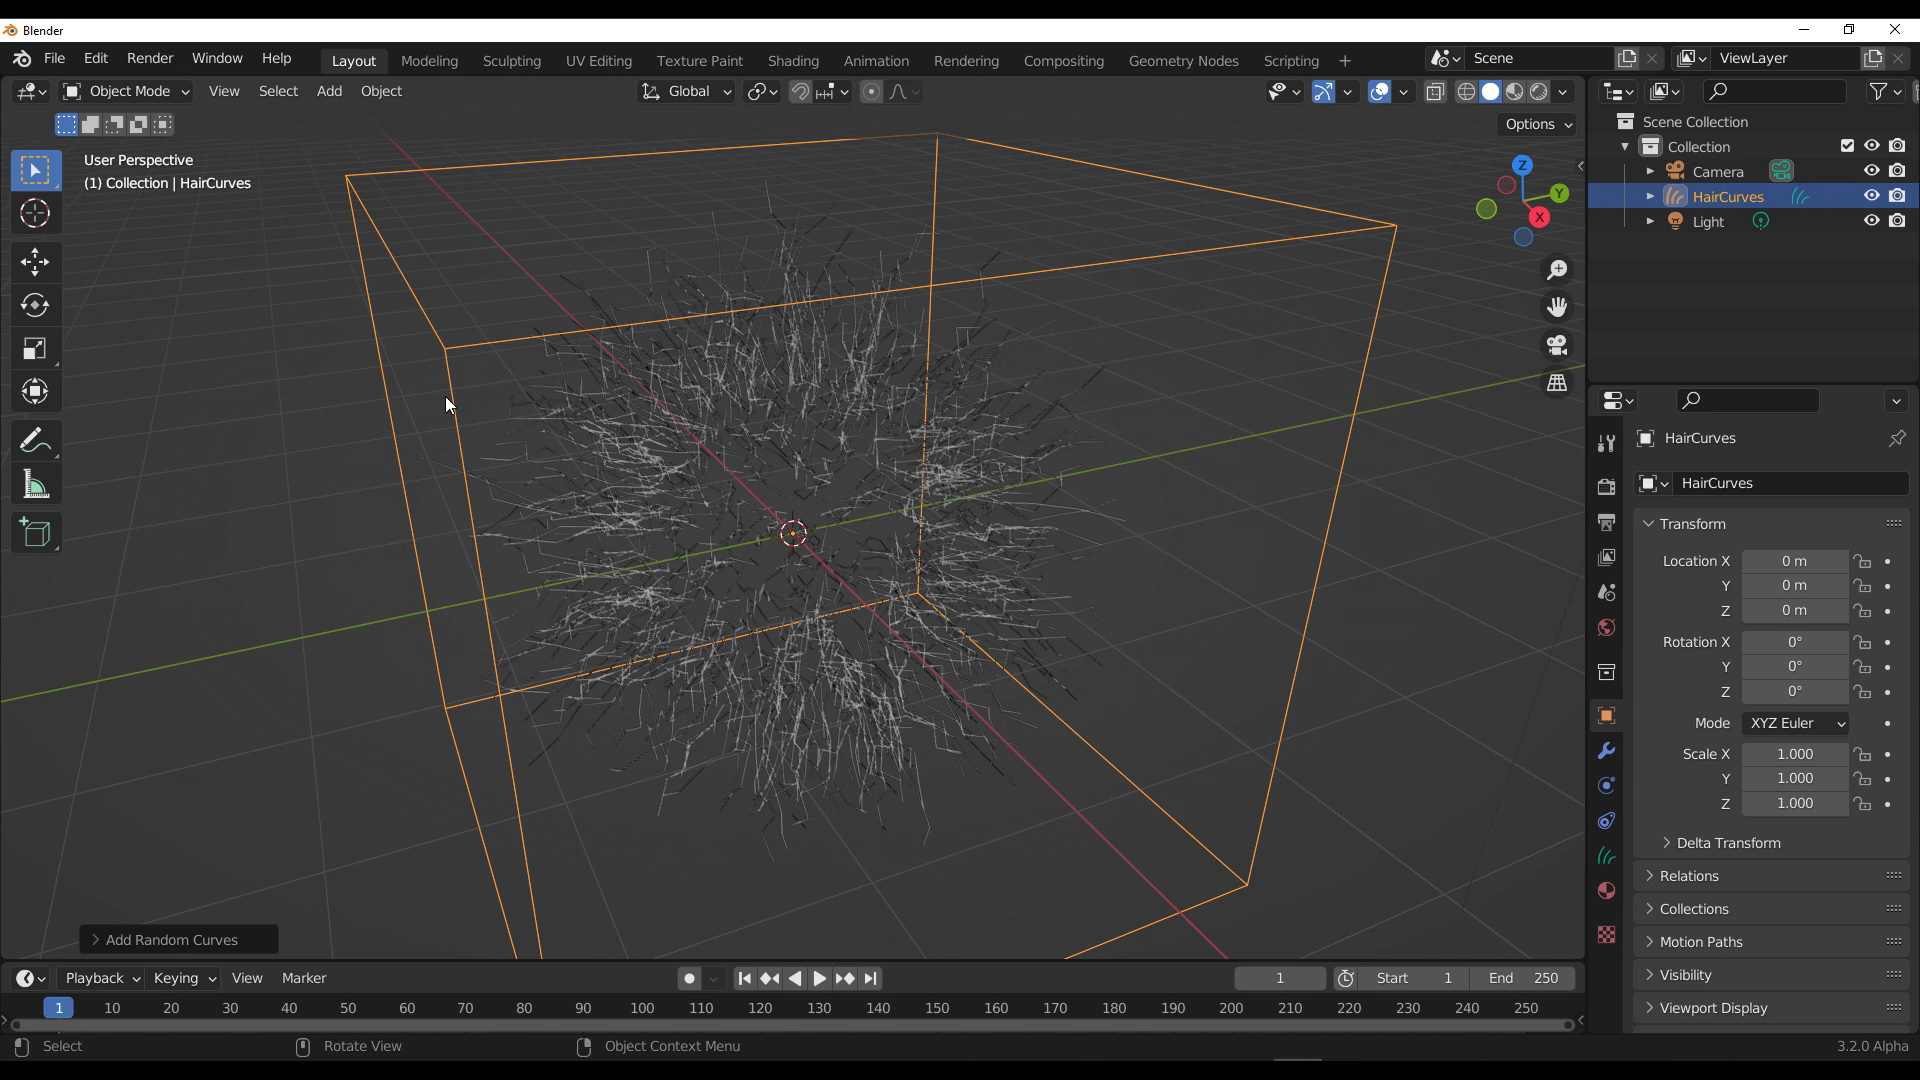 Blender
File Edit Render Window Help Layout Modeling Sculpting UV Editing Texture Paint Shading Animation Rendering Compositing Geometry Nodes Scripting + Scene ViewLayer
Object Mode View Select Add Object Global
Options
User Perspective
(1) Collection | HairCurves
Z
Y
X
Add Random Curves
Scene Collection
Collection
Camera
HairCurves
Light
HairCurves
HairCurves
Transform
Location X 0 m
Y 0 m
Z 0 m
Rotation X 0°
Y 0°
Z 0°
Mode XYZ Euler
Scale X 1.000
Y 1.000
Z 1.000
Delta Transform
Relations
Collections
Motion Paths
Visibility
Viewport Display
Playback Keying View Marker 1 Start 1 End 250
1 10 20 30 40 50 60 70 80 90 100 110 120 130 140 150 160 170 180 190 200 210 220 230 240 250
Select Rotate View Object Context Menu 3.2.0 Alpha